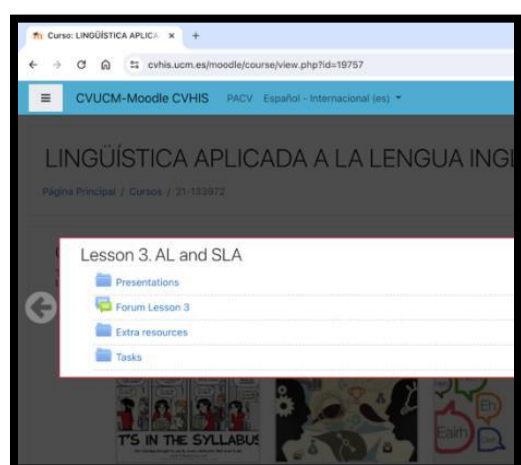 Curso: LINGÜÍSTICA APLICA
cvhis.ucm.es/moodle/course/view.php?id=19757
CVUCM-Moodle CVHIS PACV Español - Internacional (es)
LINGÜÍSTICA APLICADA A LA LENGUA INGL
Página Principal / Cursos / 21-133972
Lesson 3. AL and SLA
Presentations
Forum Lesson 3
Extra resources
Tasks
T'S IN THE SYLLABUS
Eh
Earth